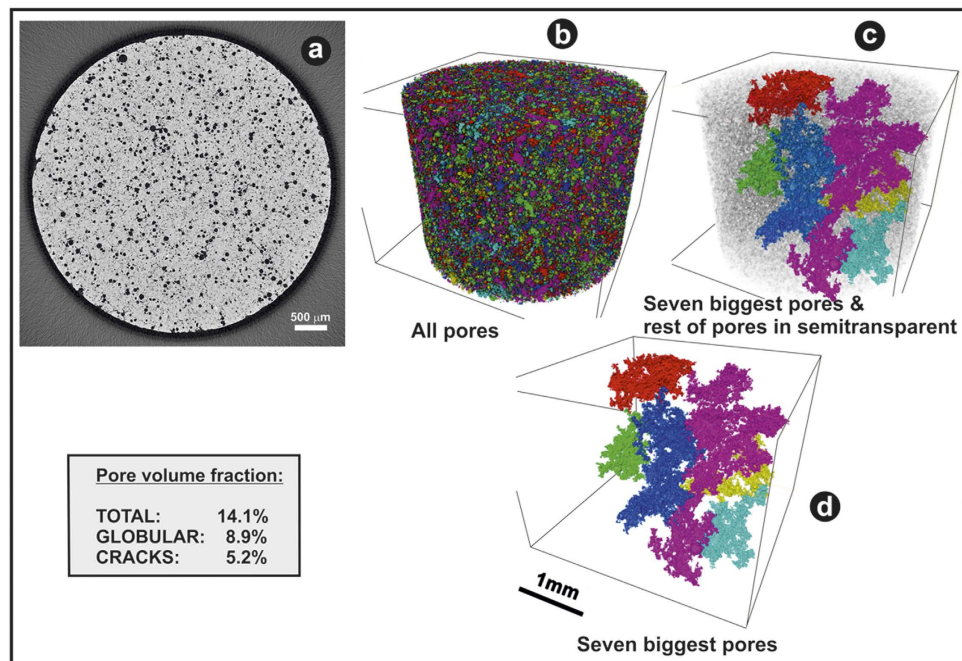 a
b
c
500 μm
All pores
Seven biggest pores &
rest of pores in semitransparent
Pore volume fraction:
TOTAL: 14.1%
GLOBULAR: 8.9%
CRACKS: 5.2%
d
1mm
Seven biggest pores